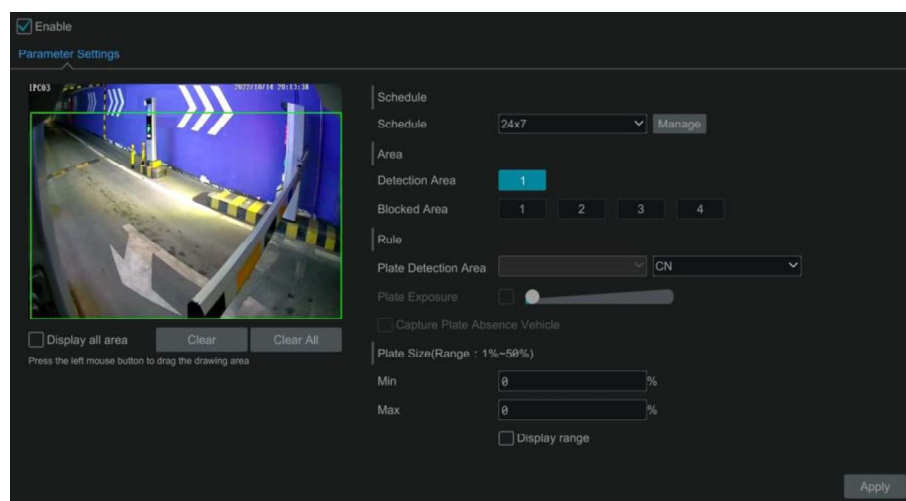 Enable
Parameter Settings
IPC03 2022/10/14 20:13:38
Display all area Clear Clear All
Press the left mouse button to drag the drawing area
Schedule
Schedule 24x7 Manage
Area
Detection Area 1
Blocked Area 1 2 3 4
Rule
Plate Detection Area CN
Plate Exposure
Capture Plate Absence Vehicle
Plate Size(Range : 1%~50%)
Min 0 %
Max 0 %
Display range
Apply